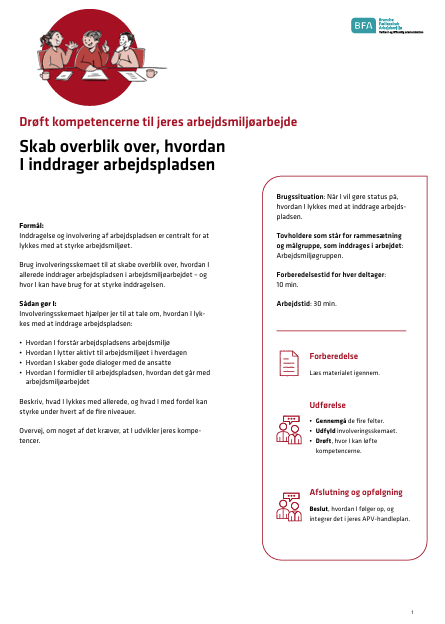 BFA
Branche
Fællesskab
Arbejdsmiljø
Drøft kompetencerne til jeres arbejdsmiljøarbejde
Skab overblik over, hvordan
I inddrager arbejdspladsen
Formål:
Inddragelse og involvering af arbejdspladsen er centralt for at
lykkes med at styrke arbejdsmiljøet.
Brug involveringsskemaet til at skabe overblik over, hvordan I
allerede inddrager arbejdspladsen i arbejdsmiljøarbejdet – og
hvor I kan have brug for at styrke inddragelsen.
Sådan gør I:
Involveringsskemaet hjælper jer til at tale om, hvordan I lyk-
kes med at inddrage arbejdspladsen:
• Hvordan I forstår arbejdspladsens arbejdsmiljø
• Hvordan I lytter aktivt til arbejdsmiljøet i hverdagen
• Hvordan I skaber gode dialoger med de ansatte
• Hvordan I formidler til arbejdspladsen, hvordan det går med
arbejdsmiljøarbejdet
Beskriv, hvad I lykkes med allerede, og hvad I med fordel kan
styrke under hvert af de fire niveauer.
Overvej, om noget af det kræver, at I udvikler jeres kompe-
tencer.
Brugssituation: Når I vil gøre status på,
hvordan I lykkes med at inddrage arbejds-
pladsen.
Tovholdere som står for rammesætning
og målgruppe, som inddrages i arbejdet:
Arbejdsmiljøgruppen.
Forberedelsestid for hver deltager:
10 min.
Arbejdstid: 30 min.
Forberedelse
Læs materialet igennem.
Udførelse
• Gennemgå de fire felter.
• Udfyld involveringsskemaet.
• Drøft, hvor I kan løfte
kompetencerne.
Afslutning og opfølgning
Beslut, hvordan I følger op, og
integrer det i jeres APV-handleplan.
1